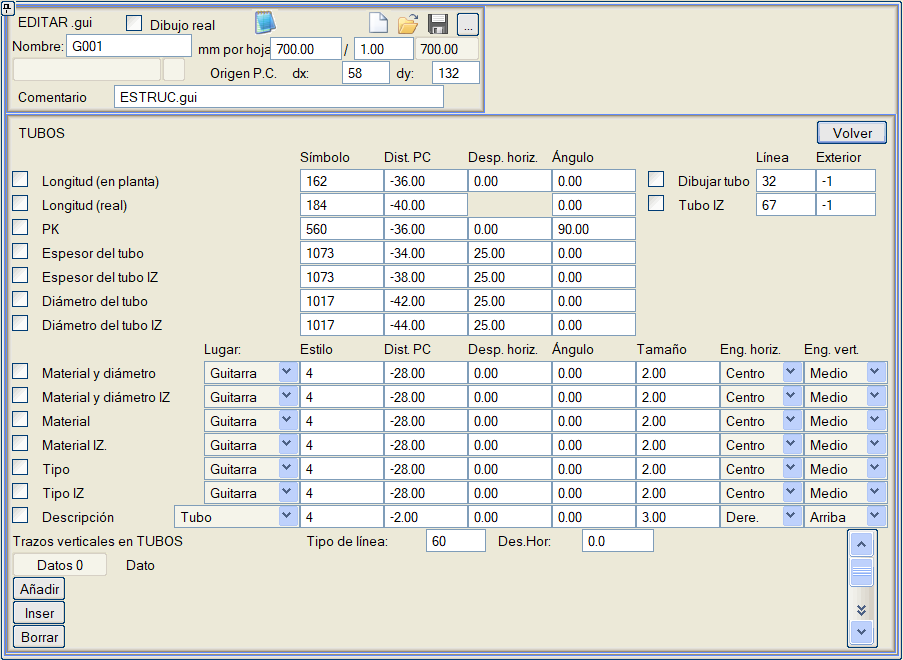 EDITAR .gui Dibujo real ...
Nombre: G001 mm por hoja 700.00 / 1.00 700.00
Origen P.C. dx: 58 dy: 132
Comentario ESTRUC.gui
TUBOS Volver
Símbolo Dist. PC Desp. horiz. Ángulo Línea Exterior
Longitud (en planta) 162 -36.00 0.00 0.00 Dibujar tubo 32 -1
Longitud (real) 184 -40.00 0.00 Tubo IZ 67 -1
PK 560 -36.00 0.00 90.00
Espesor del tubo 1073 -34.00 25.00 0.00
Espesor del tubo IZ 1073 -38.00 25.00 0.00
Diámetro del tubo 1017 -42.00 25.00 0.00
Diámetro del tubo IZ 1017 -44.00 25.00 0.00
Lugar: Estilo Dist. PC Desp. horiz. Ángulo Tamaño Eng. horiz. Eng. vert.
Material y diámetro Guitarra 4 -28.00 0.00 0.00 2.00 Centro Medio
Material y diámetro IZ Guitarra 4 -28.00 0.00 0.00 2.00 Centro Medio
Material Guitarra 4 -28.00 0.00 0.00 2.00 Centro Medio
Material IZ. Guitarra 4 -28.00 0.00 0.00 2.00 Centro Medio
Tipo Guitarra 4 -28.00 0.00 0.00 2.00 Centro Medio
Tipo IZ Guitarra 4 -28.00 0.00 0.00 2.00 Centro Medio
Descripción Tubo 4 -2.00 0.00 0.00 3.00 Dere. Arriba
Trazos verticales en TUBOS Tipo de línea: 60 Des.Hor: 0.0
Datos 0 Dato
Añadir
Inser
Borrar